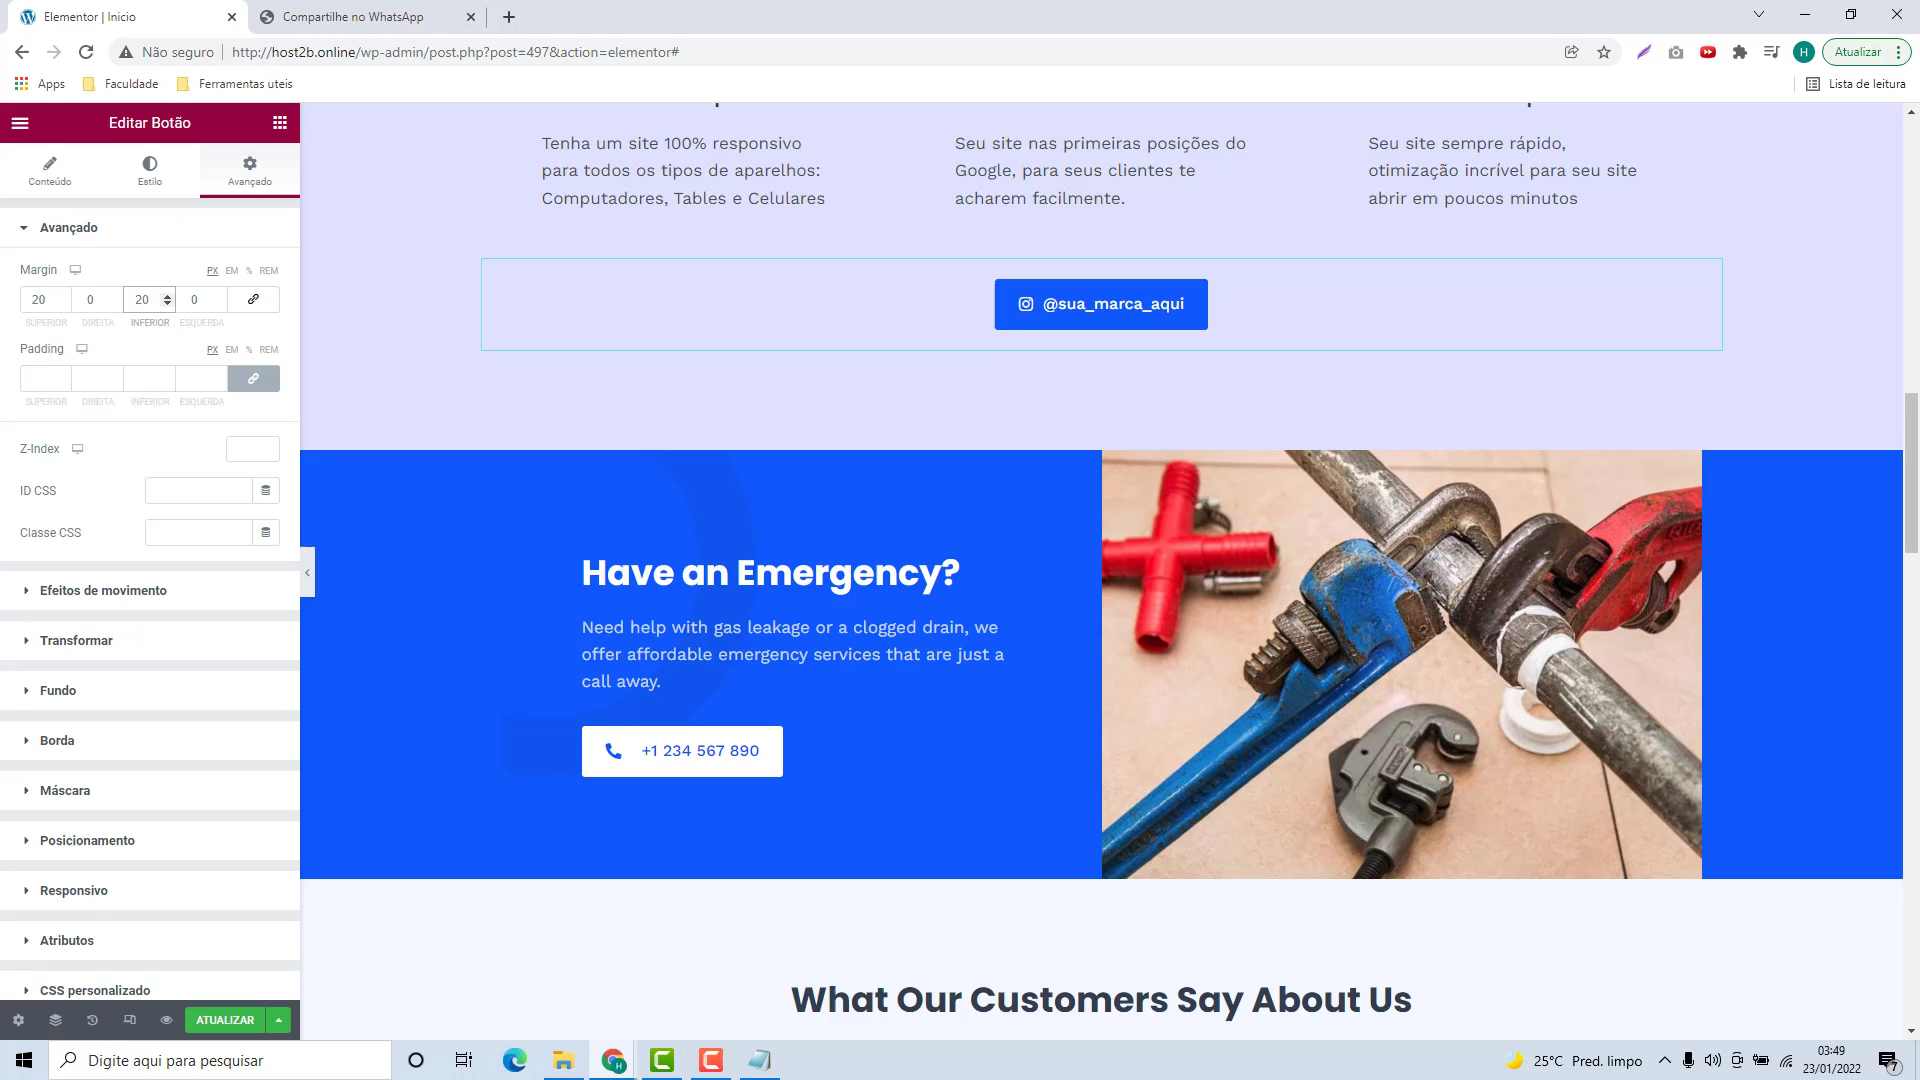 Elementor | Inicio
Compartilhe no WhatsApp
Não seguro
http://host2b.online/wp-admin/post.php?post=497&action=elementor#
H
Atualizar
Apps
Faculdade
Ferramentas uteis
Lista de leitura
Editar Botão
Conteúdo
Estilo
Avançado
Avançado
Margin
PX EM % REM
20 0 20 0
SUPERIOR DIREITA INFERIOR ESQUERDA
Padding
PX EM % REM
SUPERIOR DIREITA INFERIOR ESQUERDA
Z-Index
ID CSS
Classe CSS
Efeitos de movimento
Transformar
Fundo
Borda
Máscara
Posicionamento
Responsivo
Atributos
CSS personalizado
ATUALIZAR
Tenha um site 100% responsivo
para todos os tipos de aparelhos:
Computadores, Tables e Celulares
Seu site nas primeiras posições do
Google, para seus clientes te
acharem facilmente.
Seu site sempre rápido,
otimização incrível para seu site
abrir em poucos minutos
@sua_marca_aqui
Have an Emergency?
Need help with gas leakage or a clogged drain, we
offer affordable emergency services that are just a
call away.
+1 234 567 890
What Our Customers Say About Us
Digite aqui para pesquisar
25°C Pred. limpo
03:49
23/01/2022
7